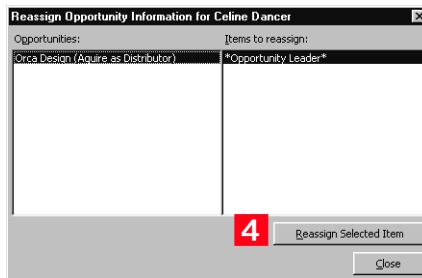 Reassign Opportunity Information for Celine Dancer
Opportunities:
Items to reassign:
Orca Design (Aquire as Distributor)
*Opportunity Leader*
4
Reassign Selected Item
Close